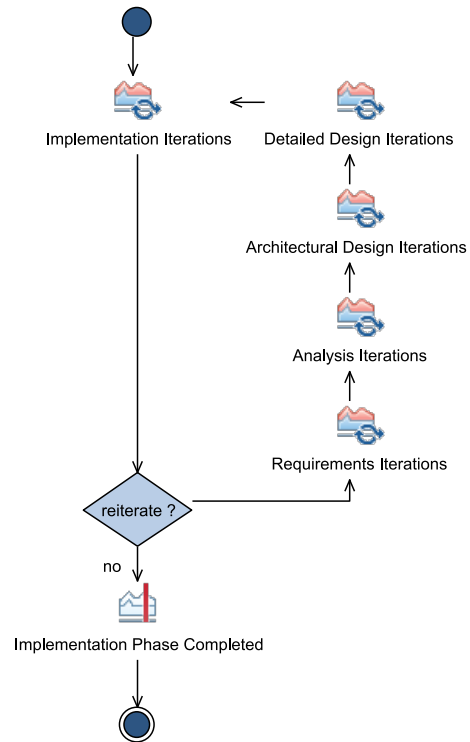 Implementation Iterations
Detailed Design Iterations
Architectural Design Iterations
Analysis Iterations
Requirements Iterations
reiterate ?
no
Implementation Phase Completed